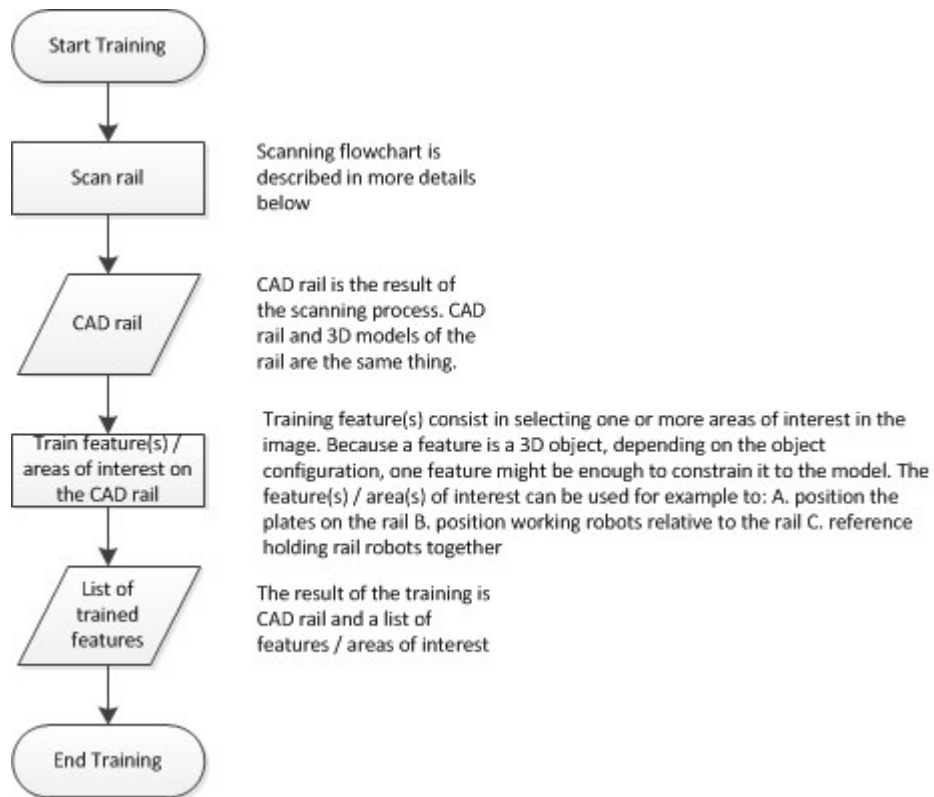 Start Training
Scan rail
Scanning flowchart is
described in more details
below
CAD rail
CAD rail is the result of
the scanning process. CAD
rail and 3D models of the
rail are the same thing.
Train feature(s) /
areas of interest on
the CAD rail
Training feature(s) consist in selecting one or more areas of interest in the
image. Because a feature is a 3D object, depending on the object
configuration, one feature might be enough to constrain it to the model. The
feature(s) / area(s) of interest can be used for example to: A. position the
plates on the rail B. position working robots relative to the rail C. reference
holding rail robots together
List of
trained
features
The result of the training is
CAD rail and a list of
features / areas of interest
End Training